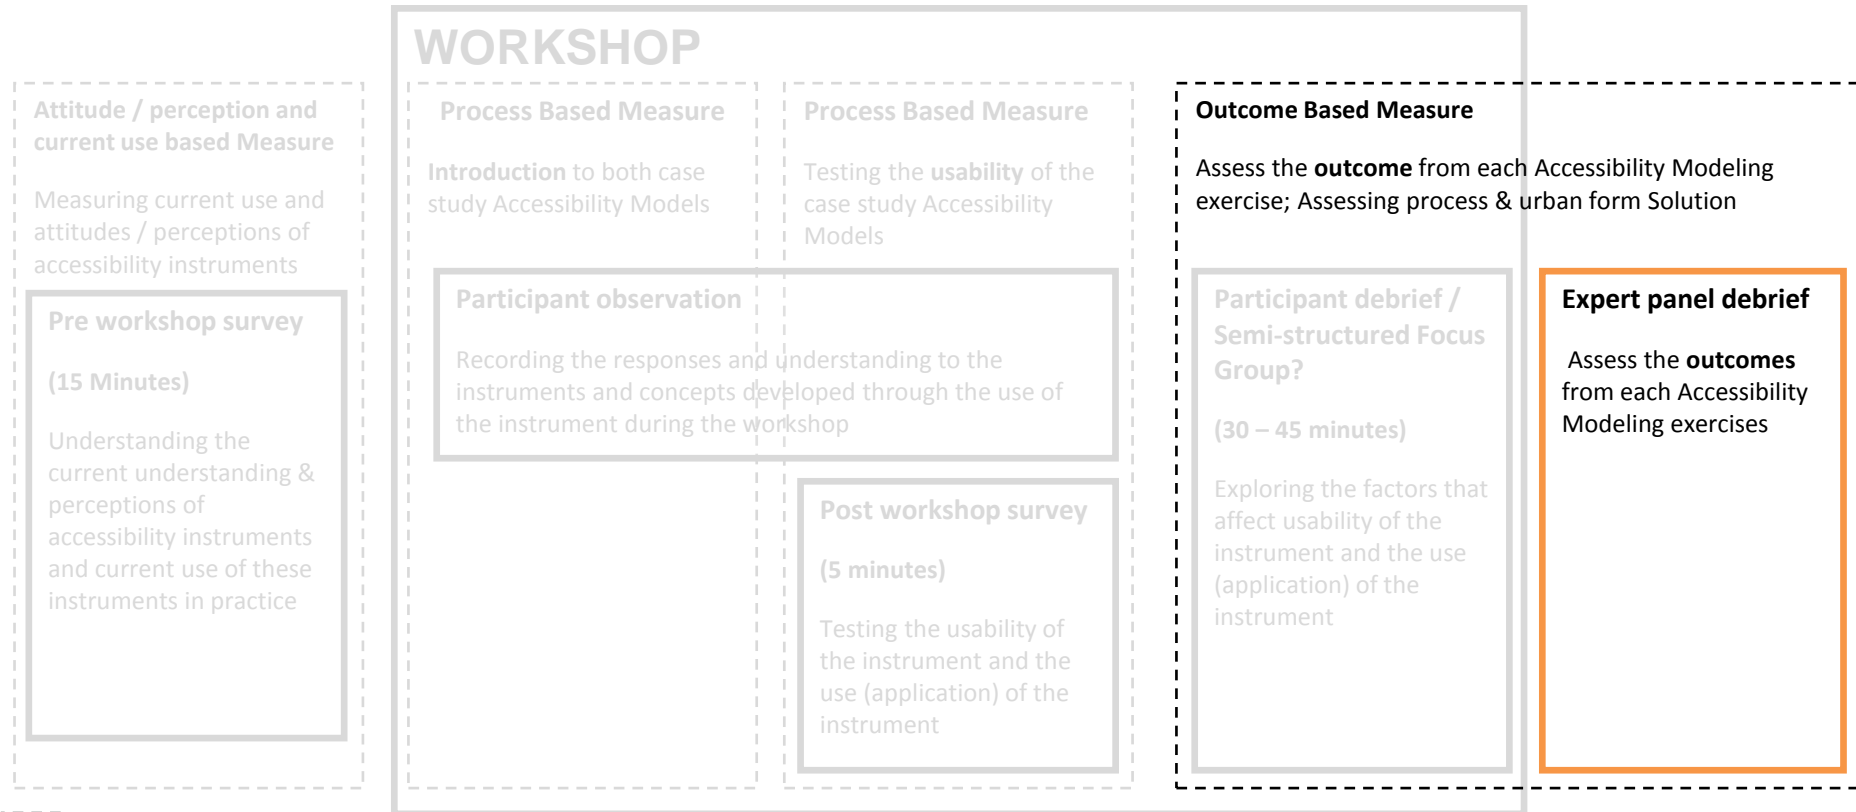 WORKSHOP
Attitude / perception and
current use based Measure
Measuring current use and
attitudes / perceptions of
accessibility instruments
Pre workshop survey
(15 Minutes)
Understanding the
current understanding &
perceptions of
accessibility instruments
and current use of these
instruments in practice
Process Based Measure
Introduction to both case
study Accessibility Models
Process Based Measure
Testing the usability of the
case study Accessibility
Models
Participant observation
Recording the responses and understanding to the
instruments and concepts developed through the use of
the instrument during the workshop
Post workshop survey
(5 minutes)
Testing the usability of
the instrument and the
use (application) of the
instrument
Outcome Based Measure
Assess the outcome from each Accessibility Modeling
exercise; Assessing process & urban form Solution
Participant debrief /
Semi-structured Focus
Group?
(30 – 45 minutes)
Exploring the factors that
affect usability of the
instrument and the use
(application) of the
instrument
Expert panel debrief
Assess the outcomes
from each Accessibility
Modeling exercises